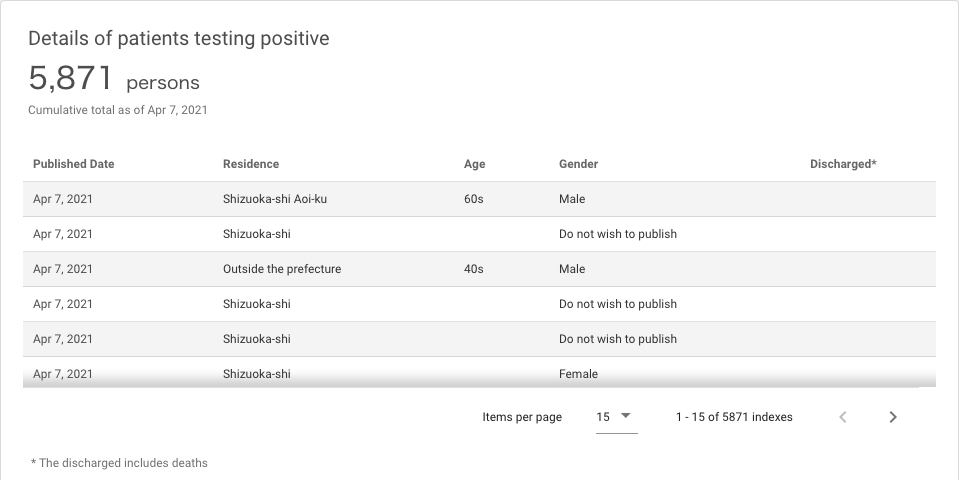 Details of patients testing positive
5,871 persons
Cumulative total as of Apr 7, 2021
Published Date Residence Age Gender Discharged*
Apr 7, 2021 Shizuoka-shi Aoi-ku 60s Male
Apr 7, 2021 Shizuoka-shi Do not wish to publish
Apr 7, 2021 Outside the prefecture 40s Male
Apr 7, 2021 Shizuoka-shi Do not wish to publish
Apr 7, 2021 Shizuoka-shi Do not wish to publish
Apr 7, 2021 Shizuoka-shi Female
Items per page 15 1 - 15 of 5871 indexes
* The discharged includes deaths